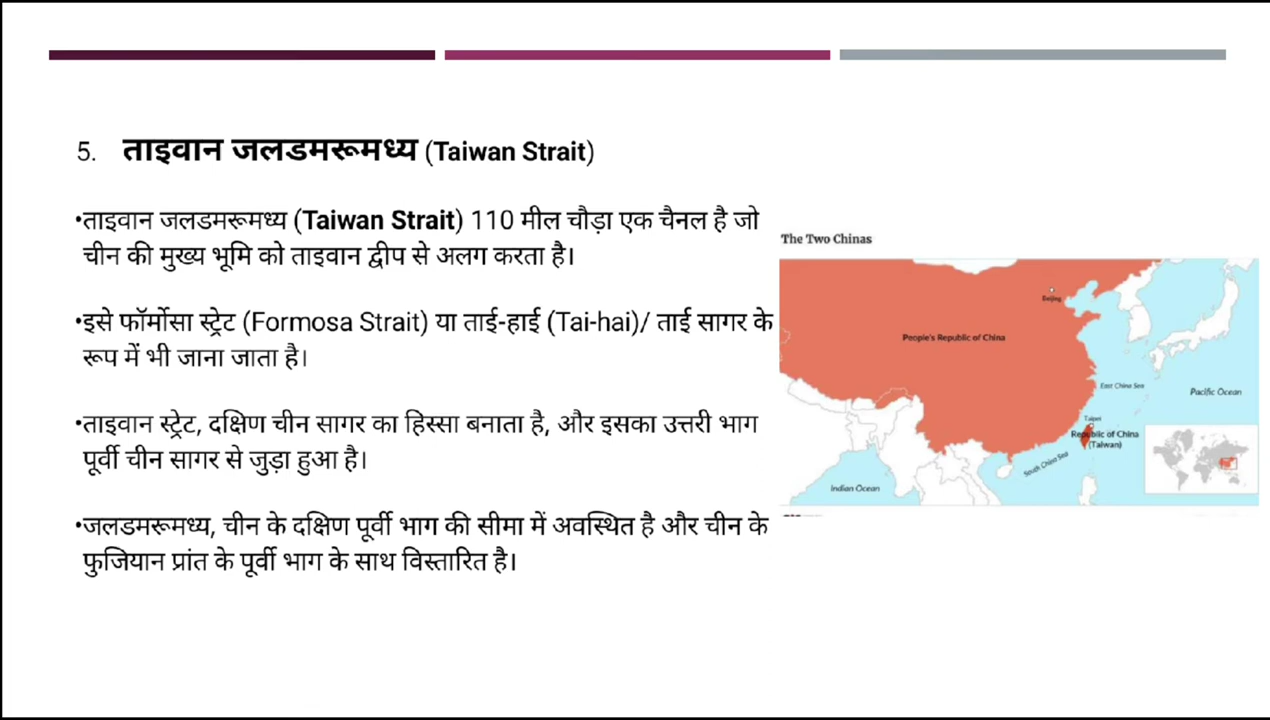 5. ताइवान जलडमरूमध्य (Taiwan Strait)
•ताइवान जलडमरूमध्य (Taiwan Strait) 110 मील चौड़ा एक चैनल है जो
चीन की मुख्य भूमि को ताइवान द्वीप से अलग करता है।
•इसे फॉर्मोसा स्ट्रेट (Formosa Strait) या ताई-हाई (Tai-hai)/ ताई सागर के
रूप में भी जाना जाता है।
•ताइवान स्ट्रेट, दक्षिण चीन सागर का हिस्सा बनाता है, और इसका उत्तरी भाग
पूर्वी चीन सागर से जुड़ा हुआ है।
•जलडमरूमध्य, चीन के दक्षिण पूर्वी भाग की सीमा में अवस्थित है और चीन के
फुजियान प्रांत के पूर्वी भाग के साथ विस्तारित है।
The Two Chinas
Beijing
People's Republic of China
East China Sea
Pacific Ocean
Taipei
Republic of China
(Taiwan)
South China Sea
Indian Ocean